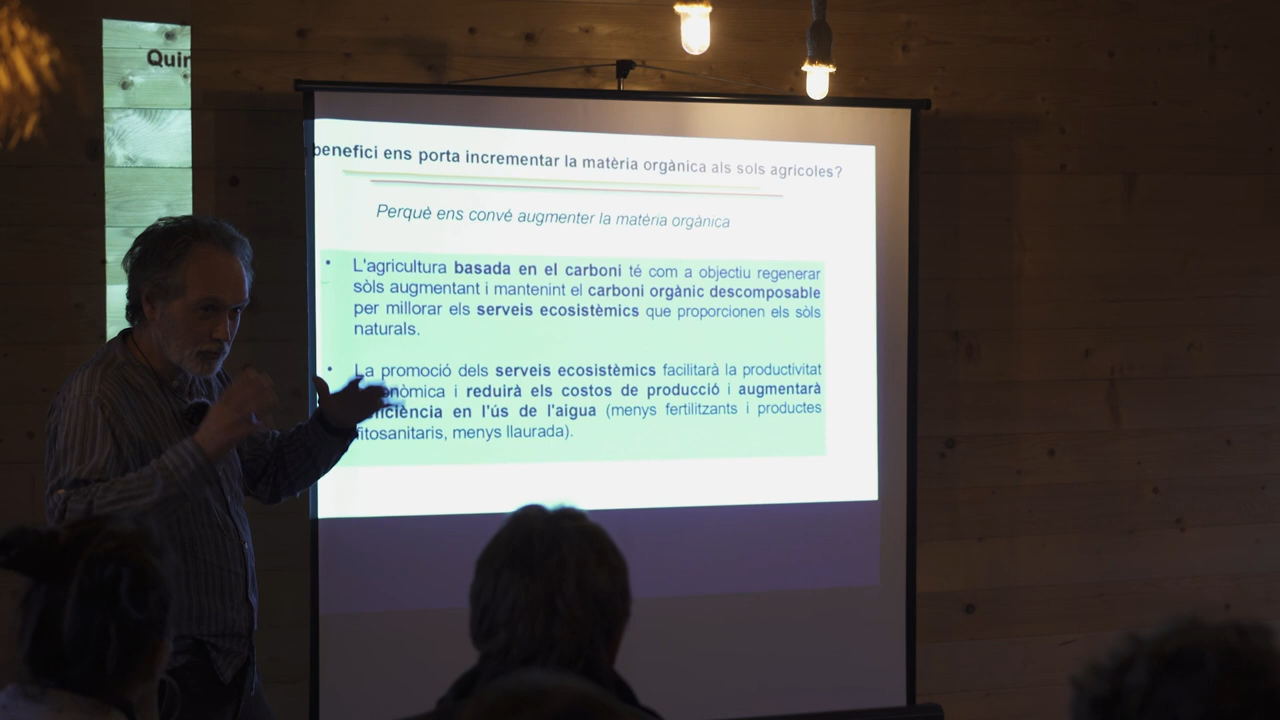 Quin
benefici ens porta incrementar la matèria orgànica als sols agricoles?
Perquè ens convé augmenter la matèria orgànica
• L'agricultura basada en el carboni té com a objectiu regenerar
sòls augmentant i mantenint el carboni orgànic descomposable
per millorar els serveis ecosistèmics que proporcionen els sòls
naturals.
• La promoció dels serveis ecosistèmics facilitarà la productivitat
i reduirà els costos de producció i augmentarà
en l'ús de l'aigua (menys fertilitzants i productes
fitosanitaris, menys llaurada).